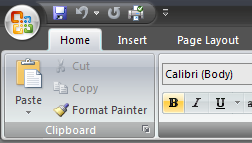 Home Insert Page Layout
Cut
Copy
Paste
Format Painter
Clipboard
Calibri (Body)
B I U a